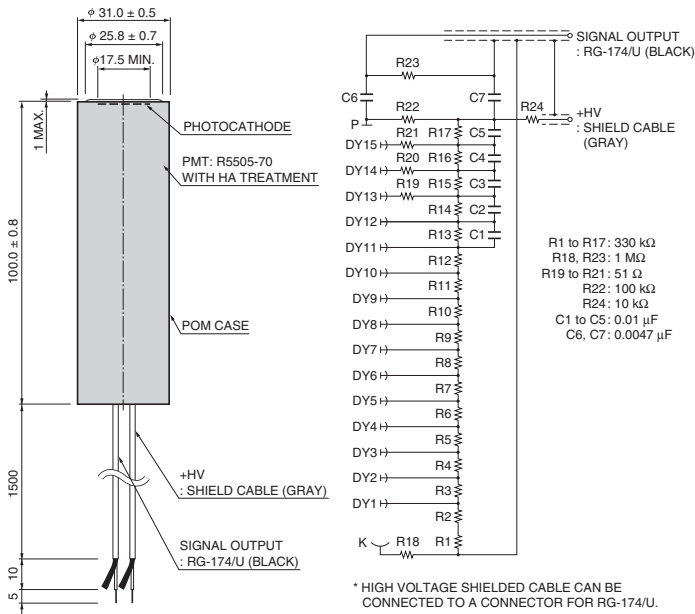 φ 31.0 ± 0.5
φ 25.8 ± 0.7
φ17.5 MIN.
1 MAX.
PHOTOCATHODE
PMT: R5505-70
WITH HA TREATMENT
100.0 ± 0.8
POM CASE
1500
+HV
: SHIELD CABLE (GRAY)
SIGNAL OUTPUT
: RG-174/U (BLACK)
10
5
SIGNAL OUTPUT
: RG-174/U (BLACK)
R23
C6
C7
R22
R24
+HV
: SHIELD CABLE
(GRAY)
P
R21
R17
C5
DY15
R20
R16
C4
DY14
R19
R15
C3
DY13
R14
C2
DY12
R13
C1
DY11
R12
DY10
R11
DY9
R10
DY8
R9
DY7
R8
DY6
R7
DY5
R6
DY4
R5
DY3
R4
DY2
R3
DY1
R2
K
R18
R1
R1 to R17: 330 kΩ
R18, R23: 1 MΩ
R19 to R21: 51 Ω
R22: 100 kΩ
R24: 10 kΩ
C1 to C5: 0.01 μF
C6, C7: 0.0047 μF
* HIGH VOLTAGE SHIELDED CABLE CAN BE
CONNECTED TO A CONNECTOR FOR RG-174/U.